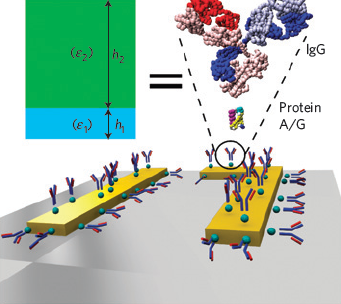 (ε₂) h₂
IgG
=
(ε₁) h₁
Protein
A/G